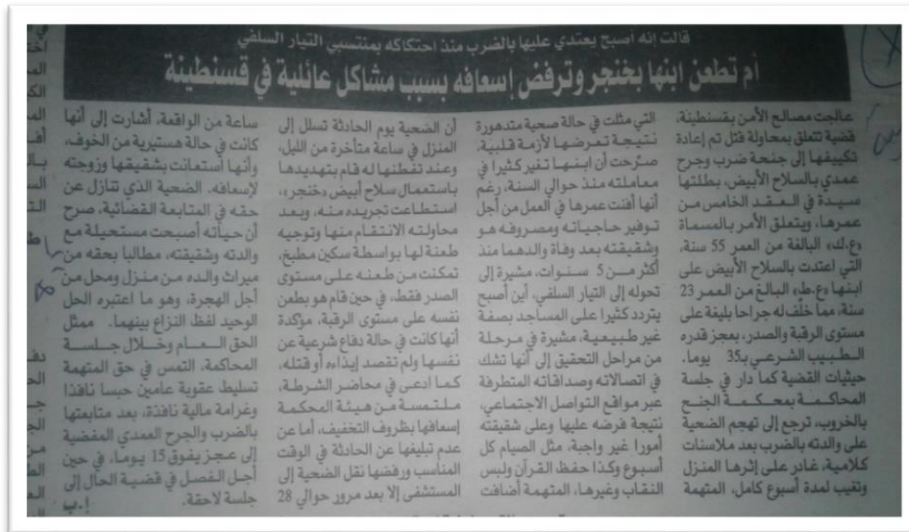 قالت إنه أصبح يعتدي عليها بالضرب منذ احتكاكه بمنتسبي التيار السلفي
أم تطعن ابنها بخنجر وترفض إسعافه بسبب مشاكل عائلية في قسنطينة
عالجت مصالح الأمن بقسنطينة،
قضية تتعلق بمحاولة قتل تم إعادة
تكييفها إلى جنحة ضرب وجرح
عمدي بالسلاح الأبيض، بطلتها
سيدة في العقد الخامس من
عمرها، ويتعلق الأمر بالمسماة
«ع.ك»، البالغة من العمر 55 سنة،
التي اعتدت بالسلاح الأبيض على
ابنها «ع.ط» البالغ من العمر 23
سنة، مما خلف له جراحا بليغة على
مستوى الرقبة والصدر، بعجز قدره
الطبيب الشرعي بـ35 يوما.
حيثيات القضية كما دار في جلسة
المحاكمة بمحكمة الجنح
بالخروب، ترجع إلى تهجم الضحية
على والدته بالضرب بعد ملاسنات
كلامية، غادر على إثرها المنزل
وتغيب لمدة أسبوع كامل، المتهمة
التي مثلت في حالة صحية متدهورة
نتيجة تعرضها لأزمة قلبية،
صرّحت أن ابنها تغير كثيرا في
معاملته منذ حوالي السنة، رغم
أنها أفنت عمرها في العمل من أجل
توفير حاجياته ومصروفه هو
وشقيقته بعد وفاة والدهما منذ
أكثر من 5 سنوات، مشيرة إلى
تحوله إلى التيار السلفي، أين أصبح
يتردد كثيرا على المساجد بصفة
غير طبيعية، مشيرة في مرحلة
من مراحل التحقيق إلى أنها تشك
في اتصالاته وصداقاته المتطرفة
عبر مواقع التواصل الاجتماعي،
نتيجة فرضه عليها وعلى شقيقته
أمورا غير واجبة، مثل الصيام كل
أسبوع وكذا حفظ القرآن ولبس
النقاب وغيرها، المتهمة أضافت
أن الضحية يوم الحادثة تسلل إلى
المنزل في ساعة متأخرة من الليل،
وعند تفطنها له قام بتهديدها
باستعمال سلاح أبيض «خنجر»،
استطاعت تجريده منه، وبعد
محاولته الانتقام منها وتوجيه
طعنة لها بواسطة سكين مطبخ،
تمكنت من طعنه على مستوى
الصدر فقط، في حين قام هو بطعن
نفسه على مستوى الرقبة، مؤكدة
أنها كانت في حالة دفاع شرعية عن
نفسها ولم تقصد إيذاءه أو قتله،
كما ادعى في محاضر الشرطة،
ملتمسة من هيئة المحكمة
إسعافها بظروف التخفيف، أما عن
عدم تبليغها عن الحادثة في الوقت
المناسب ورفضها نقل الضحية إلى
المستشفى إلا بعد مرور حوالي 28
ساعة من الواقعة، أشارت إلى أنها
كانت في حالة هستيرية من الخوف،
وأنها استعانت بشقيقها وزوجته
لإسعافه. الضحية الذي تنازل عن
حقه في المتابعة القضائية، صرح
أن حياته أصبحت مستحيلة مع
والدته وشقيقته، مطالبا بحقه من
ميراث والده من منزل ومحل من
أجل الهجرة، وهو ما اعتبره الحل
الوحيد لفظ النزاع بينهما. ممثل
الحق العام وخلال جلسة
المحاكمة، التمس في حق المتهمة
تسليط عقوبة عامين حبسا نافذا
وغرامة مالية نافذة، بعد متابعتها
بالضرب والجرح العمدي المفضية
إلى عجز يفوق 15 يوما، في حين
أجل الفصل في قضية الحال إلى
جلسة لاحقة.
أ.ب